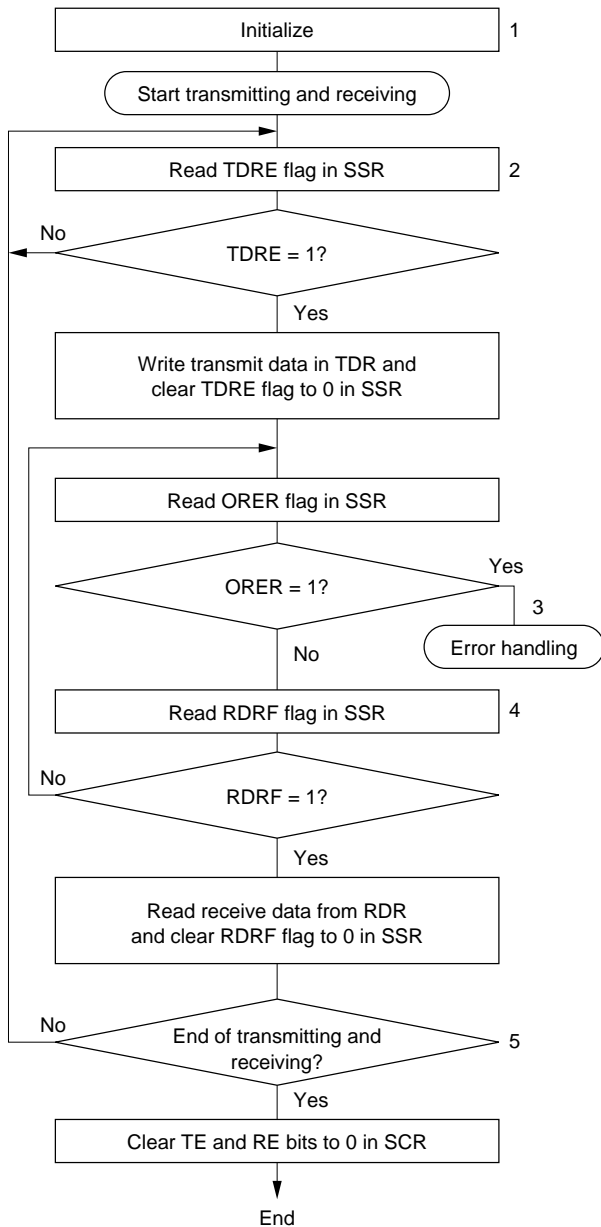 Initialize
1
Start transmitting and receiving
Read TDRE flag in SSR
2
No
TDRE = 1?
Yes
Write transmit data in TDR and
clear TDRE flag to 0 in SSR
Read ORER flag in SSR
Yes
ORER = 1?
3
Error handling
No
Read RDRF flag in SSR
4
No
RDRF = 1?
Yes
Read receive data from RDR
and clear RDRF flag to 0 in SSR
No
End of transmitting and
receiving?
5
Yes
Clear TE and RE bits to 0 in SCR
End